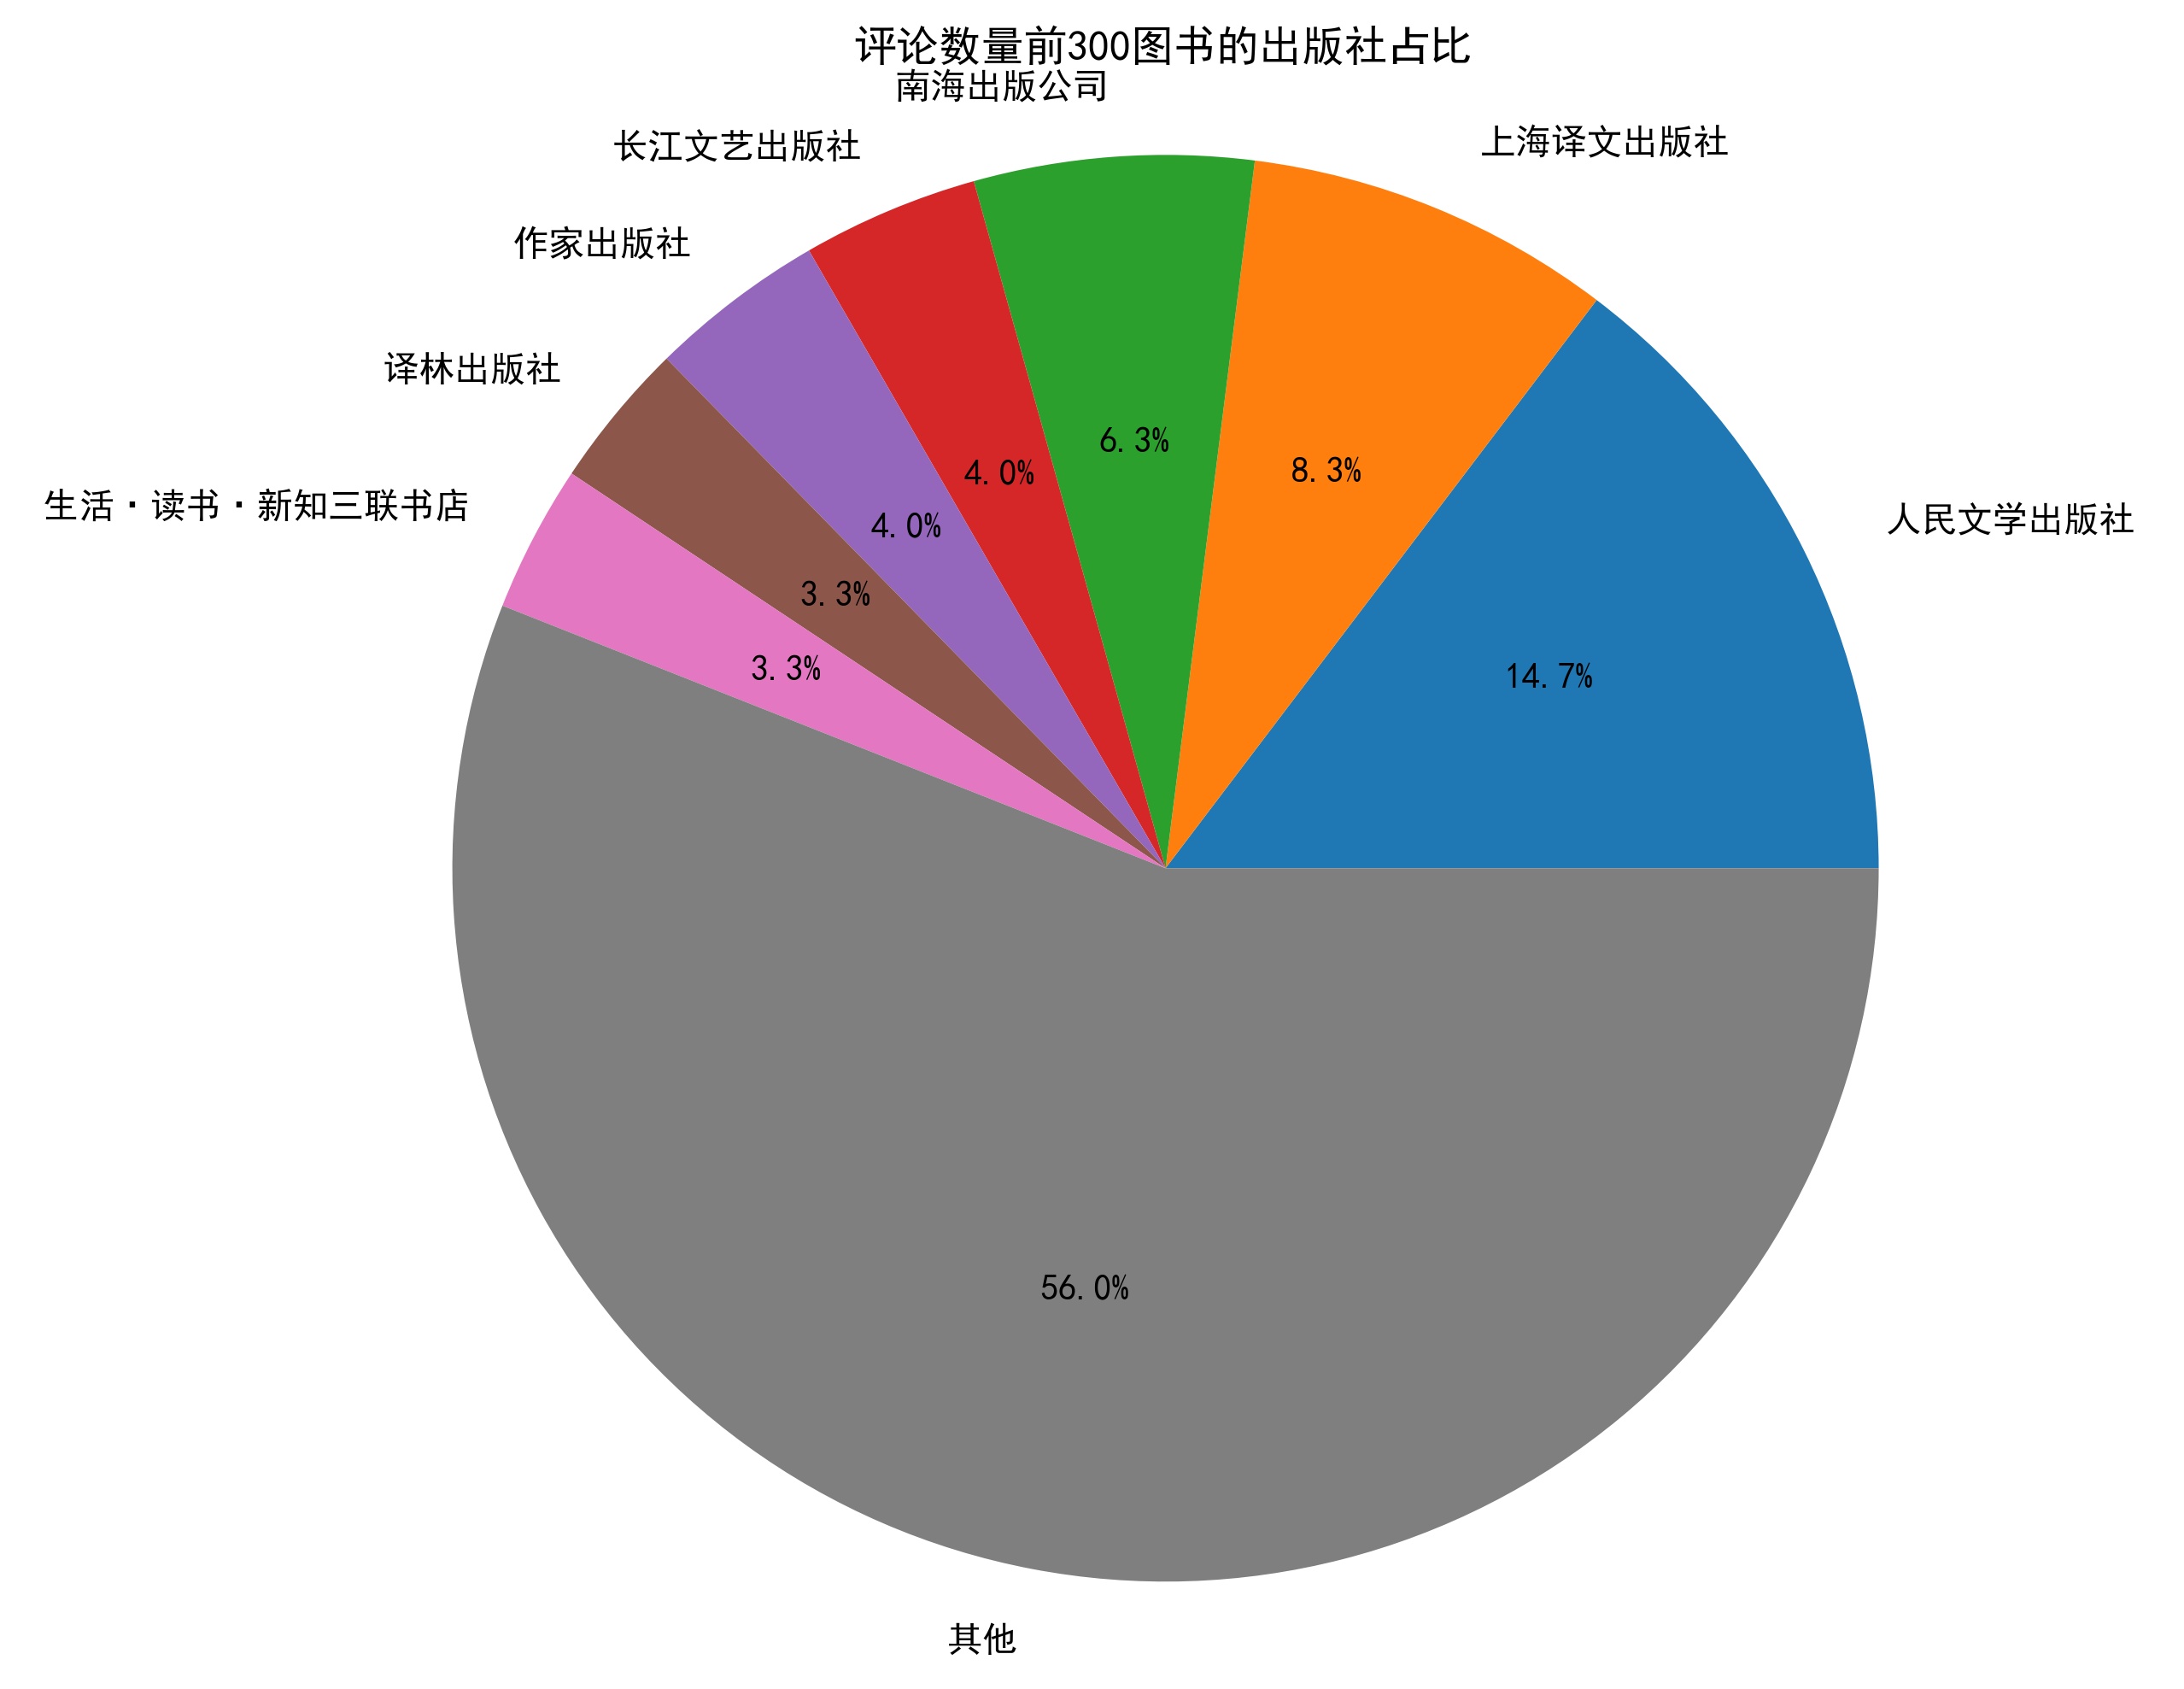 评论数量前300图书的出版社占比
南海出版公司
长江文艺出版社
上海译文出版社
作家出版社
译林出版社
生活·读书·新知三联书店
人民文学出版社
6.3%
8.3%
4.0%
4.0%
3.3%
3.3%
14.7%
56.0%
其他